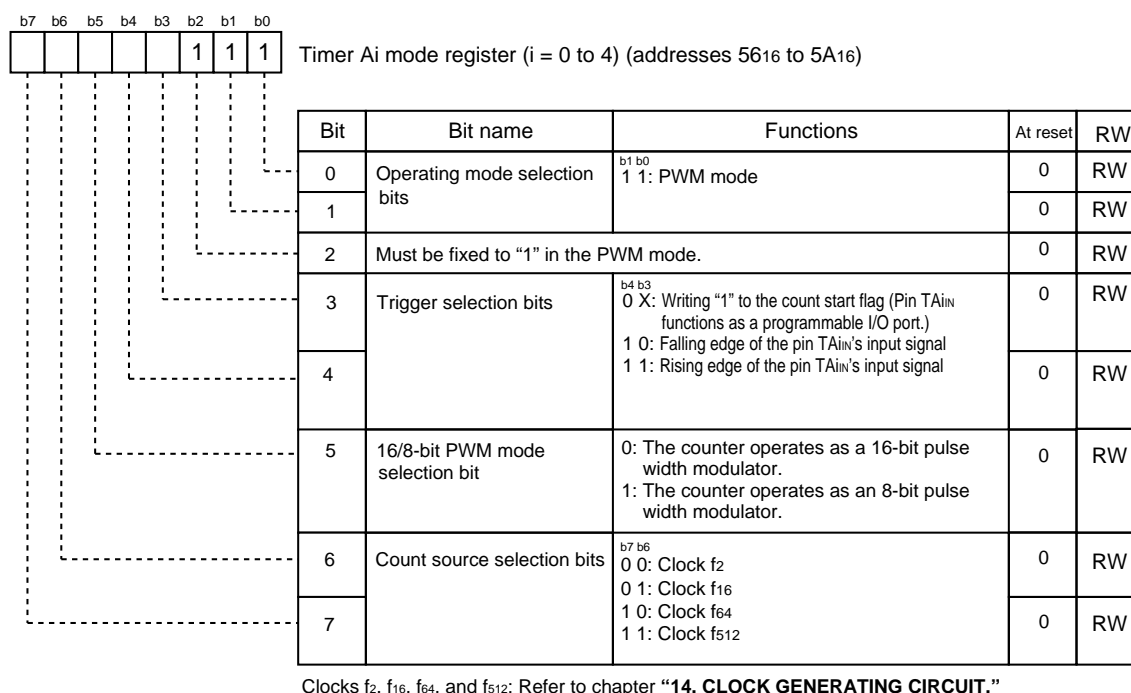 b7 b6 b5 b4 b3 b2 b1 b0
1 1 1
Timer Ai mode register (i = 0 to 4) (addresses 5616 to 5A16)
Bit Bit name Functions At reset RW
0 Operating mode selection bits
b1 b0
1 1: PWM mode
0 RW
1 0 RW
2 Must be fixed to “1” in the PWM mode. 0 RW
3 Trigger selection bits
b4 b3
0 X: Writing “1” to the count start flag (Pin TAiIN
functions as a programmable I/O port.)
1 0: Falling edge of the pin TAiIN’s input signal
1 1: Rising edge of the pin TAiIN’s input signal
0 RW
4 0 RW
5 16/8-bit PWM mode
selection bit
0: The counter operates as a 16-bit pulse
width modulator.
1: The counter operates as an 8-bit pulse
width modulator.
0 RW
6 Count source selection bits
b7 b6
0 0: Clock f2
0 1: Clock f16
1 0: Clock f64
1 1: Clock f512
0 RW
7 0 RW
Clocks f2, f16, f64, and f512: Refer to chapter “14. CLOCK GENERATING CIRCUIT.”